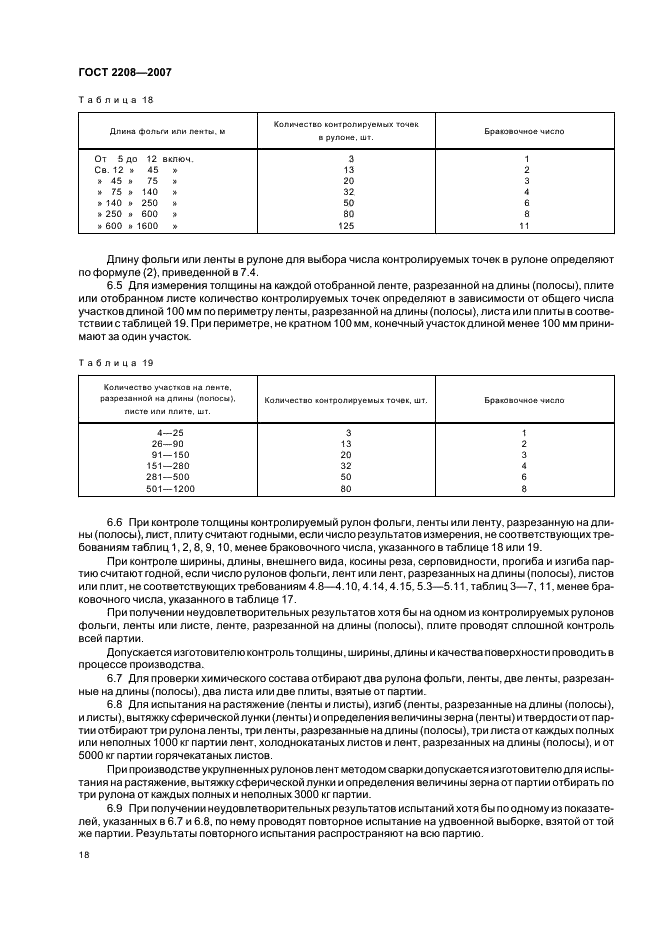 ГОСТ 2208—2007
Таблица 18
Длина фольги или ленты, м
Количество контролируемых точек
в рулоне, шт.
Браковочное число
От 5 до 12 включ. 3 1
Св. 12 » 45 » 13 2
» 45 » 75 » 20 3
» 75 » 140 » 32 4
» 140 » 250 » 50 6
» 250 » 600 » 80 8
» 600 » 1600 » 125 11
Длину фольги или ленты в рулоне для выбора числа контролируемых точек в рулоне определяют
по формуле (2), приведенной в 7.4.
6.5 Для измерения толщины на каждой отобранной ленте, разрезанной на длины (полосы), плите
или отобранном листе количество контролируемых точек определяют в зависимости от общего числа
участков длиной 100 мм по периметру ленты, разрезанной на длины (полосы), листа или плиты в соотве-
тствии с таблицей 19. При периметре, не кратном 100 мм, конечный участок длиной менее 100 мм прини-
мают за один участок.
Таблица 19
Количество участков на ленте,
разрезанной на длины (полосы),
листе или плите, шт.
Количество контролируемых точек, шт.
Браковочное число
4—25 3 1
26—90 13 2
91—150 20 3
151—280 32 4
281—500 50 6
501—1200 80 8
6.6 При контроле толщины контролируемый рулон фольги, ленты или ленту, разрезанную на дли-
ны (полосы), лист, плиту считают годными, если число результатов измерения, не соответствующих тре-
бованиям таблиц 1, 2, 8, 9, 10, менее браковочного числа, указанного в таблице 18 или 19.
При контроле ширины, длины, внешнего вида, косины реза, серповидности, прогиба и изгиба пар-
тию считают годной, если число рулонов фольги, лент или лент, разрезанных на длины (полосы), листов
или плит, не соответствующих требованиям 4.8—4.10, 4.14, 4.15, 5.3—5.11, таблиц 3—7, 11, менее бра-
ковочного числа, указанного в таблице 17.
При получении неудовлетворительных результатов хотя бы на одном из контролируемых рулонов
фольги, ленты или листе, ленте, разрезанной на длины (полосы), плите проводят сплошной контроль
всей партии.
Допускается изготовителю контроль толщины, ширины, длины и качества поверхности проводить в
процессе производства.
6.7 Для проверки химического состава отбирают два рулона фольги, ленты, две ленты, разрезан-
ные на длины (полосы), два листа или две плиты, взятые от партии.
6.8 Для испытания на растяжение (ленты и листы), изгиб (ленты, разрезанные на длины (полосы),
и листы), вытяжку сферической лунки (ленты) и определения величины зерна (ленты) и твердости от пар-
тии отбирают три рулона ленты, три ленты, разрезанные на длины (полосы), три листа от каждых полных
или неполных 1000 кг партии лент, холоднокатаных листов и лент, разрезанных на длины (полосы), и от
5000 кг партии горячекатаных листов.
При производстве укрупненных рулонов лент методом сварки допускается изготовителю для испы-
тания на растяжение, вытяжку сферической лунки и определения величины зерна от партии отбирать по
три рулона от каждых полных и неполных 3000 кг партии.
6.9 При получении неудовлетворительных результатов испытаний хотя бы по одному из показате-
лей, указанных в 6.7 и 6.8, по нему проводят повторное испытание на удвоенной выборке, взятой от той
же партии. Результаты повторного испытания распространяют на всю партию.
18